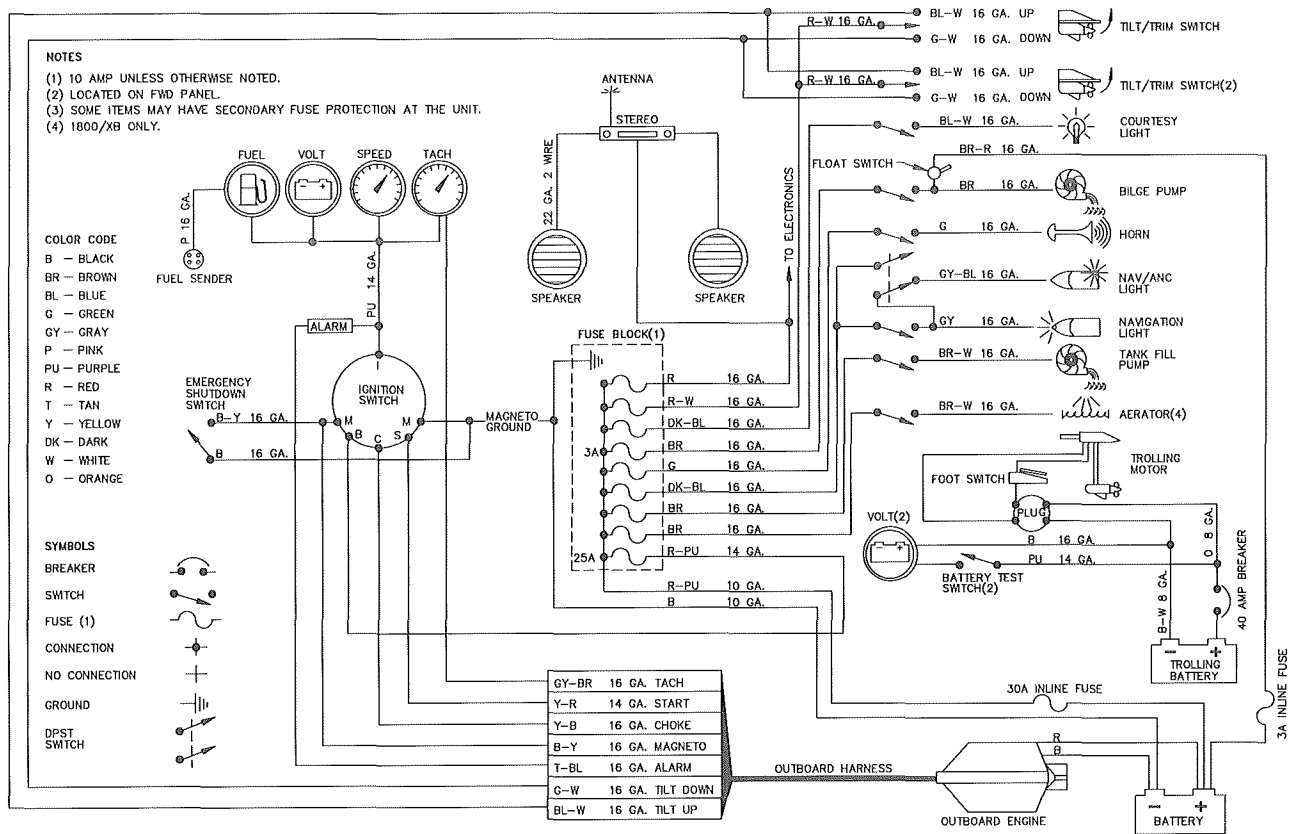 NOTES
(1) 10 AMP UNLESS OTHERWISE NOTED.
(2) LOCATED ON FWD PANEL.
(3) SOME ITEMS MAY HAVE SECONDARY FUSE PROTECTION AT THE UNIT.
(4) 1800/XB ONLY.
FUEL
VOLT
SPEED
TACH
P 16 GA.
FUEL SENDER
PU 14 GA.
ALARM
COLOR CODE
B - BLACK
BR - BROWN
BL - BLUE
G - GREEN
GY - GRAY
P - PINK
PU - PURPLE
R - RED
T - TAN
Y - YELLOW
DK - DARK
W - WHITE
O - ORANGE
SYMBOLS
BREAKER
SWITCH
FUSE (1)
CONNECTION
NO CONNECTION
GROUND
DPST
SWITCH
EMERGENCY
SHUTDOWN
SWITCH
B-Y 16 GA.
B 16 GA.
I
IGNITION
SWITCH
M
B
C
S
M
MAGNETO
GROUND
ANTENNA
STEREO
22 GA. 2 WIRE
SPEAKER
SPEAKER
TO ELECTRONICS
FUSE BLOCK(1)
R 16 GA.
R-W 16 GA.
DK-BL 16 GA.
3A
BR 16 GA.
G 16 GA.
DK-BL 16 GA.
BR 16 GA.
BR 16 GA.
25A
R-PU 14 GA.
R-PU 10 GA.
B 10 GA.
R-W 16 GA.
BL-W 16 GA. UP
G-W 16 GA. DOWN
TILT/TRIM SWITCH
R-W 16 GA.
BL-W 16 GA. UP
G-W 16 GA. DOWN
TILT/TRIM SWITCH(2)
BL-W 16 GA.
COURTESY
LIGHT
BR-R 16 GA.
FLOAT SWITCH
BR 16 GA.
BILGE PUMP
G 16 GA.
HORN
GY-BL 16 GA.
NAV/ANC
LIGHT
GY 16 GA.
NAVIGATION
LIGHT
BR-W 16 GA.
TANK FILL
PUMP
BR-W 16 GA.
AERATOR(4)
TROLLING
MOTOR
FOOT SWITCH
PLUG
VOLT(2)
- +
B 16 GA.
PU 14 GA.
BATTERY TEST
SWITCH(2)
O 8 GA.
B-W 8 GA.
40 AMP BREAKER
- +
TROLLING
BATTERY
3A INLINE FUSE
30A INLINE FUSE
GY-BR 16 GA. TACH
Y-R 14 GA. START
Y-B 16 GA. CHOKE
B-Y 16 GA. MAGNETO
T-BL 16 GA. ALARM
G-W 16 GA. TILT DOWN
BL-W 16 GA. TILT UP
OUTBOARD HARNESS
OUTBOARD ENGINE
R
B
- +
BATTERY